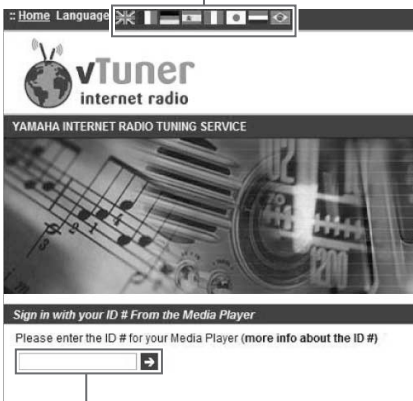 :: Home Language
vTuner
internet radio
YAMAHA INTERNET RADIO TUNING SERVICE
Sign in with your ID # From the Media Player
Please enter the ID # for your Media Player (more info about the ID #)